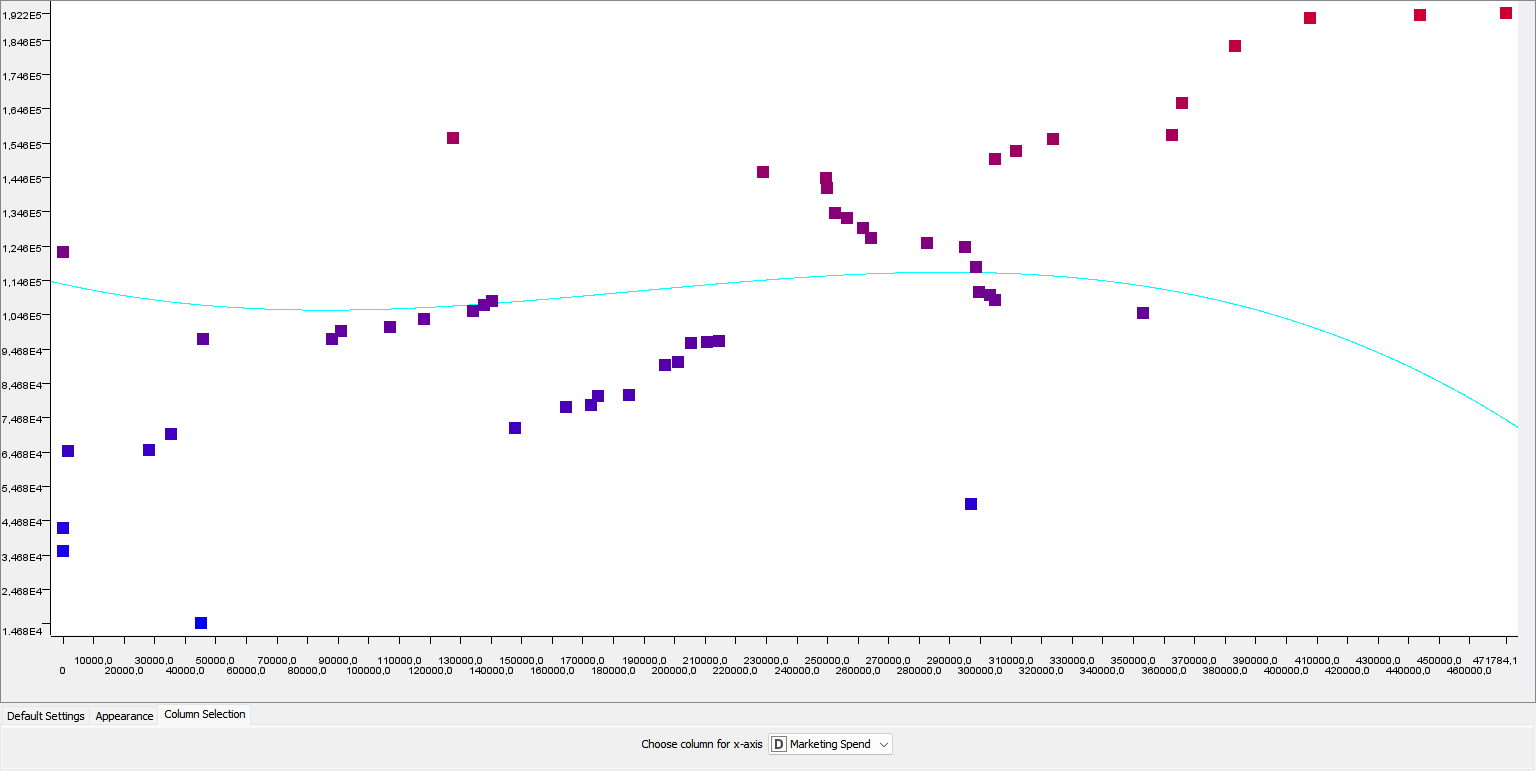 1,922E5
1,846E5
1,746E5
1,646E5
1,546E5
1,446E5
1,346E5
1,246E5
1,146E5
1,046E5
9,468E4
8,468E4
7,468E4
6,468E4
5,468E4
4,468E4
3,468E4
2,468E4
1,468E4
10000,0 30000,0 50000,0 70000,0 90000,0 110000,0 130000,0 150000,0 170000,0 190000,0 210000,0 230000,0 250000,0 270000,0 290000,0 310000,0 330000,0 350000,0 370000,0 390000,0 410000,0 430000,0 450000,0 471784,1
0 20000,0 40000,0 60000,0 80000,0 100000,0 120000,0 140000,0 160000,0 180000,0 200000,0 220000,0 240000,0 260000,0 280000,0 300000,0 320000,0 340000,0 360000,0 380000,0 400000,0 420000,0 440000,0 460000,0
Default Settings Appearance Column Selection
Choose column for x-axis D Marketing Spend